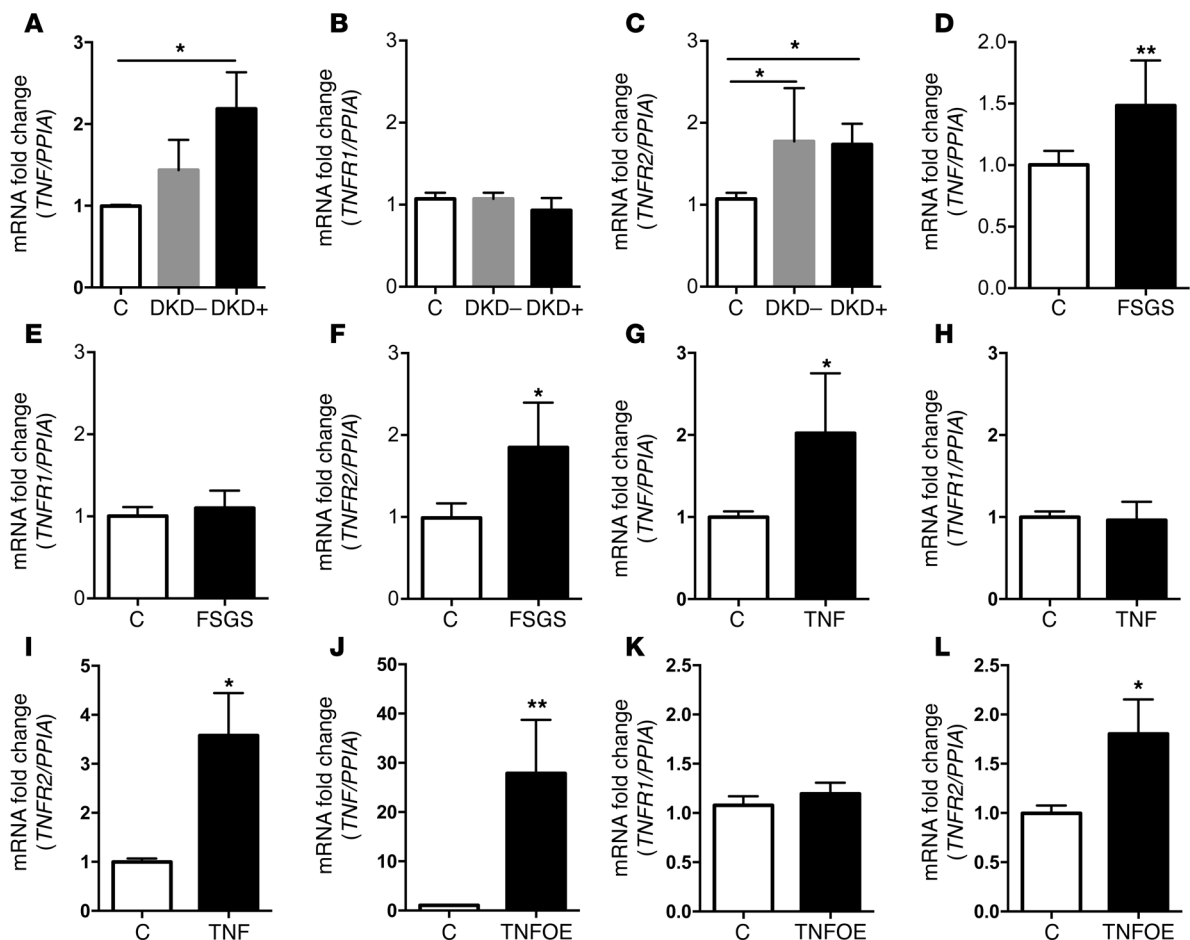 A
mRNA fold change
(TNF/PPIA)
3
2
1
0
*
C DKD– DKD+
B
mRNA fold change
(TNFR1/PPIA)
3
2
1
0
C DKD– DKD+
C
mRNA fold change
(TNFR2/PPIA)
3
2
1
0
*
*
C DKD– DKD+
D
mRNA fold change
(TNF/PPIA)
2.0
1.5
1.0
0.5
0.0
**
C FSGS
E
mRNA fold change
(TNFR1/PPIA)
3
2
1
0
C FSGS
F
mRNA fold change
(TNFR2/PPIA)
3
2
1
0
*
C FSGS
G
mRNA fold change
(TNF/PPIA)
3
2
1
0
*
C TNF
H
mRNA fold change
(TNFR1/PPIA)
3
2
1
0
C TNF
I
mRNA fold change
(TNFR2/PPIA)
5
4
3
2
1
0
*
C TNF
J
mRNA fold change
(TNF/PPIA)
50
40
30
20
10
0
**
C TNFOE
K
mRNA fold change
(TNFR1/PPIA)
2.5
2.0
1.5
1.0
0.5
0.0
C TNFOE
L
mRNA fold change
(TNFR2/PPIA)
2.5
2.0
1.5
1.0
0.5
0.0
*
C TNFOE